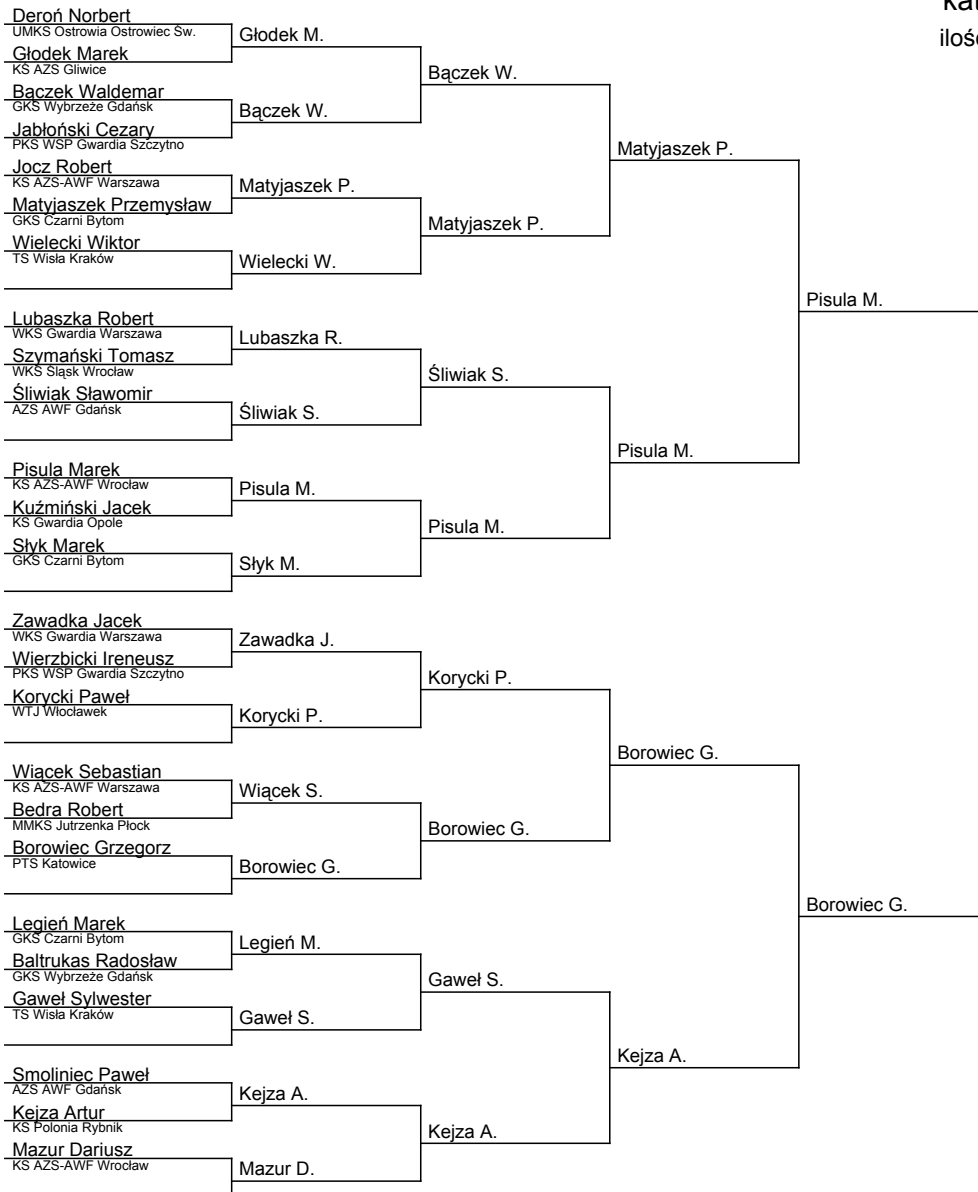 Deroń Norbert
UMKS Ostrowia Ostrowiec Św.
Głodek Marek
KŚ AZS Gliwice
Bączek Waldemar
GKS Wybrzeże Gdańsk
Jabłoński Cezary
PKS WSP Gwardia Szczytno
Jocz Robert
KS AZS-AWF Warszawa
Matyjaszek Przemysław
GKS Czarni Bytom
Wielecki Wiktor
TS Wisła Kraków
Lubaszka Robert
WKS Gwardia Warszawa
Szymański Tomasz
WKS Śląsk Wrocław
Śliwiak Sławomir
AZS AWF Gdańsk
Pisula Marek
KS AZS-AWF Wrocław
Kuźmiński Jacek
KS Gwardia Opole
Słyk Marek
GKS Czarni Bytom
Zawadka Jacek
WKS Gwardia Warszawa
Wierzbicki Ireneusz
PKS WSP Gwardia Szczytno
Korycki Paweł
WTJ Włocławek
Wiącek Sebastian
KS AZS-AWF Warszawa
Bedra Robert
MMKS Jutrzenka Płock
Borowiec Grzegorz
PTS Katowice
Legień Marek
GKS Czarni Bytom
Baltrukas Radosław
GKS Wybrzeże Gdańsk
Gaweł Sylwester
TS Wisła Kraków
Smoliniec Paweł
AZS AWF Gdańsk
Kejza Artur
KS Polonia Rybnik
Mazur Dariusz
KS AZS-AWF Wrocław
Głodek M.
Bączek W.
Matyjaszek P.
Wielecki W.
Lubaszka R.
Śliwiak S.
Pisula M.
Słyk M.
Zawadka J.
Korycki P.
Wiącek S.
Borowiec G.
Legień M.
Gaweł S.
Kejza A.
Mazur D.
Bączek W.
Matyjaszek P.
Śliwiak S.
Pisula M.
Korycki P.
Borowiec G.
Gaweł S.
Kejza A.
Matyjaszek P.
Pisula M.
Borowiec G.
Kejza A.
Pisula M.
Borowiec G.